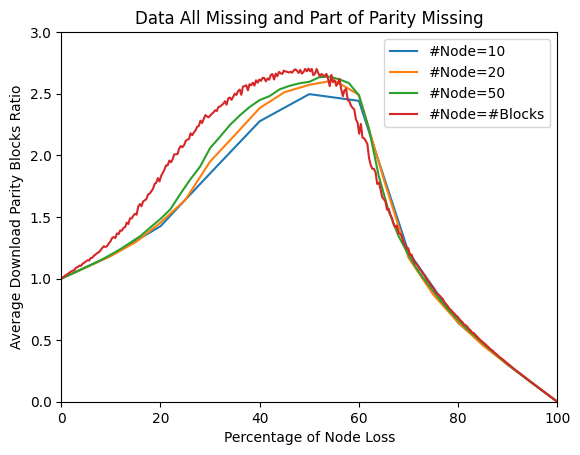 Data All Missing and Part of Parity Missing
3.0
2.5
2.0
1.5
1.0
0.5
0.0
Average Download Parity Blocks Ratio
#Node=10
#Node=20
#Node=50
#Node=#Blocks
0 20 40 60 80 100
Percentage of Node Loss